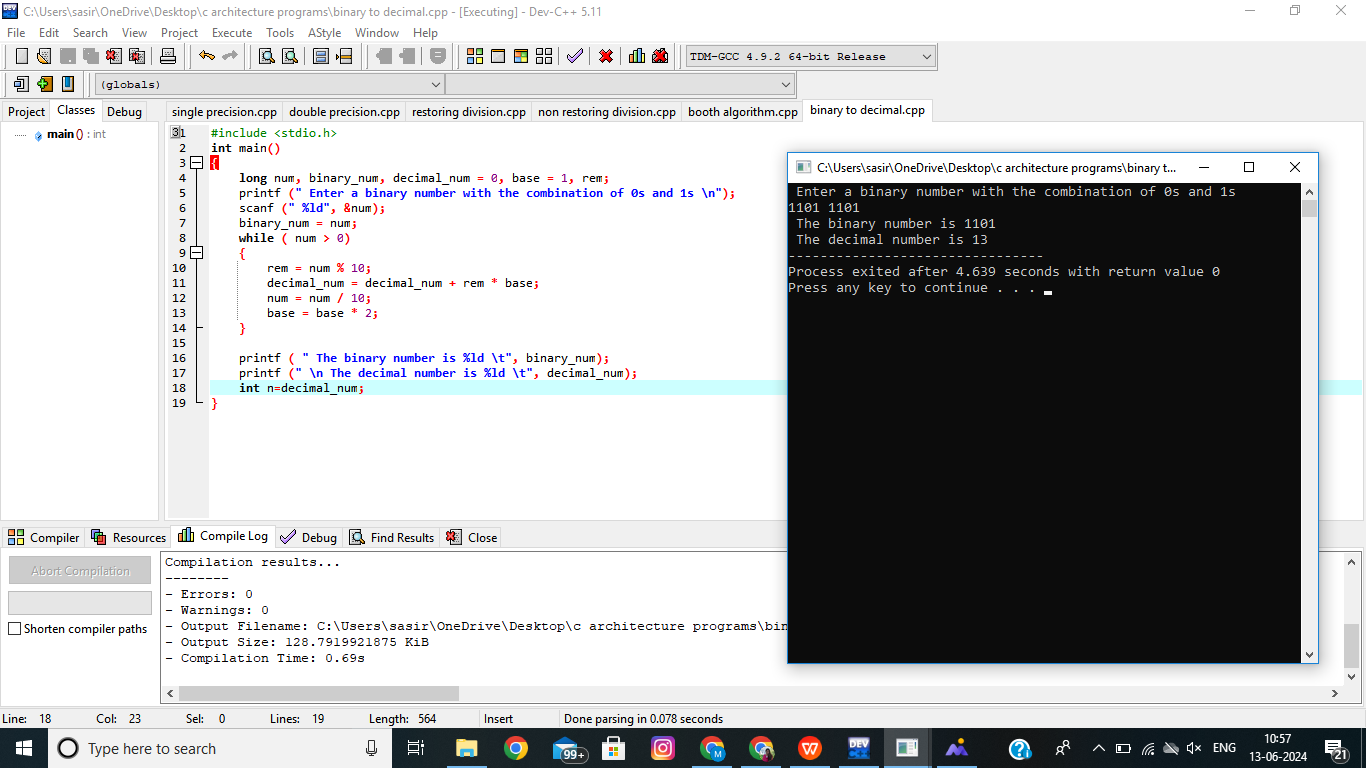 C:\Users\sasir\OneDrive\Desktop\c architecture programs\binary to decimal.cpp - [Executing] - Dev-C++ 5.11
File Edit Search View Project Execute Tools AStyle Window Help
TDM-GCC 4.9.2 64-bit Release
(globals)
Project Classes Debug
single precision.cpp double precision.cpp restoring division.cpp non restoring division.cpp booth algorithm.cpp binary to decimal.cpp
main () : int
1 #include <stdio.h>
2 int main()
3 {
4 long num, binary_num, decimal_num = 0, base = 1, rem;
5 printf (" Enter a binary number with the combination of 0s and 1s \n");
6 scanf (" %ld", &num);
7 binary_num = num;
8 while ( num > 0)
9 {
10 rem = num % 10;
11 decimal_num = decimal_num + rem * base;
12 num = num / 10;
13 base = base * 2;
14 }
15
16 printf ( " The binary number is %ld \t", binary_num);
17 printf (" \n The decimal number is %ld \t", decimal_num);
18 int n=decimal_num;
19 }
C:\Users\sasir\OneDrive\Desktop\c architecture programs\binary t...
Enter a binary number with the combination of 0s and 1s
1101 1101
The binary number is 1101
The decimal number is 13
--------------------------------
Process exited after 4.639 seconds with return value 0
Press any key to continue . . .
Compiler Resources Compile Log Debug Find Results Close
Abort Compilation
Shorten compiler paths
Compilation results...
--------
- Errors: 0
- Warnings: 0
- Output Filename: C:\Users\sasir\OneDrive\Desktop\c architecture programs\bin
- Output Size: 128.7919921875 KiB
- Compilation Time: 0.69s
Line: 18 Col: 23 Sel: 0 Lines: 19 Length: 564 Insert Done parsing in 0.078 seconds
Type here to search
99+
M
W
DEV
ENG
10:57
13-06-2024
21